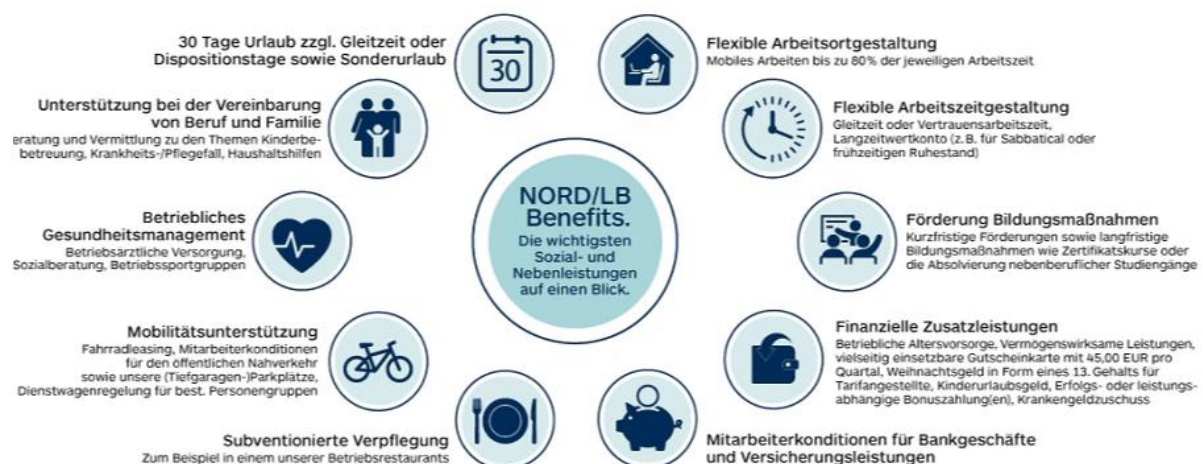 30 Tage Urlaub zzgl. Gleitzeit oder
Dispositionstage sowie Sonderurlaub
30
Flexible Arbeitsortgestaltung
Mobiles Arbeiten bis zu 80% der jeweiligen Arbeitszeit
Unterstützung bei der Vereinbarung
von Beruf und Familie
eratung und Vermittlung zu den Themen Kinderbe-
betreuung, Krankheits-/Pflegefall, Haushaltshilfen
Flexible Arbeitszeitgestaltung
Gleitzeit oder Vertrauensarbeitszeit,
Langzeitwertkonto (z. B. für Sabbatical oder
frühzeitigen Ruhestand)
NORD/LB
Benefits.
Die wichtigsten
Sozial- und
Nebenleistungen
auf einen Blick.
Betriebliches
Gesundheitsmanagement
Betriebsärztliche Versorgung,
Sozialberatung, Betriebssportgruppen
Förderung Bildungsmaßnahmen
Kurzfristige Förderungen sowie langfristige
Bildungsmaßnahmen wie Zertifikatskurse oder
die Absolvierung nebenberuflicher Studiengänge
Mobilitätsunterstützung
Fahrradleasing, Mitarbeiterkonditionen
für den öffentlichen Nahverkehr
sowie unsere (Tiefgaragen-)Parkplätze,
Dienstwagenregelung für best. Personengruppen
Finanzielle Zusatzleistungen
Betriebliche Altersvorsorge, Vermögenswirksame Leistungen,
vielseitig einsetzbare Gutscheinkarte mit 45,00 EUR pro
Quartal, Weihnachtsgeld in Form eines 13. Gehalts für
Tarifangestellte, Kinderurlaubsgeld, Erfolgs- oder leistungs-
abhängige Bonuszahlung(en), Krankengeldzuschuss
Subventionierte Verpflegung
Zum Beispiel in einem unserer Betriebsrestaurants
Mitarbeiterkonditionen für Bankgeschäfte
und Versicherungsleistungen